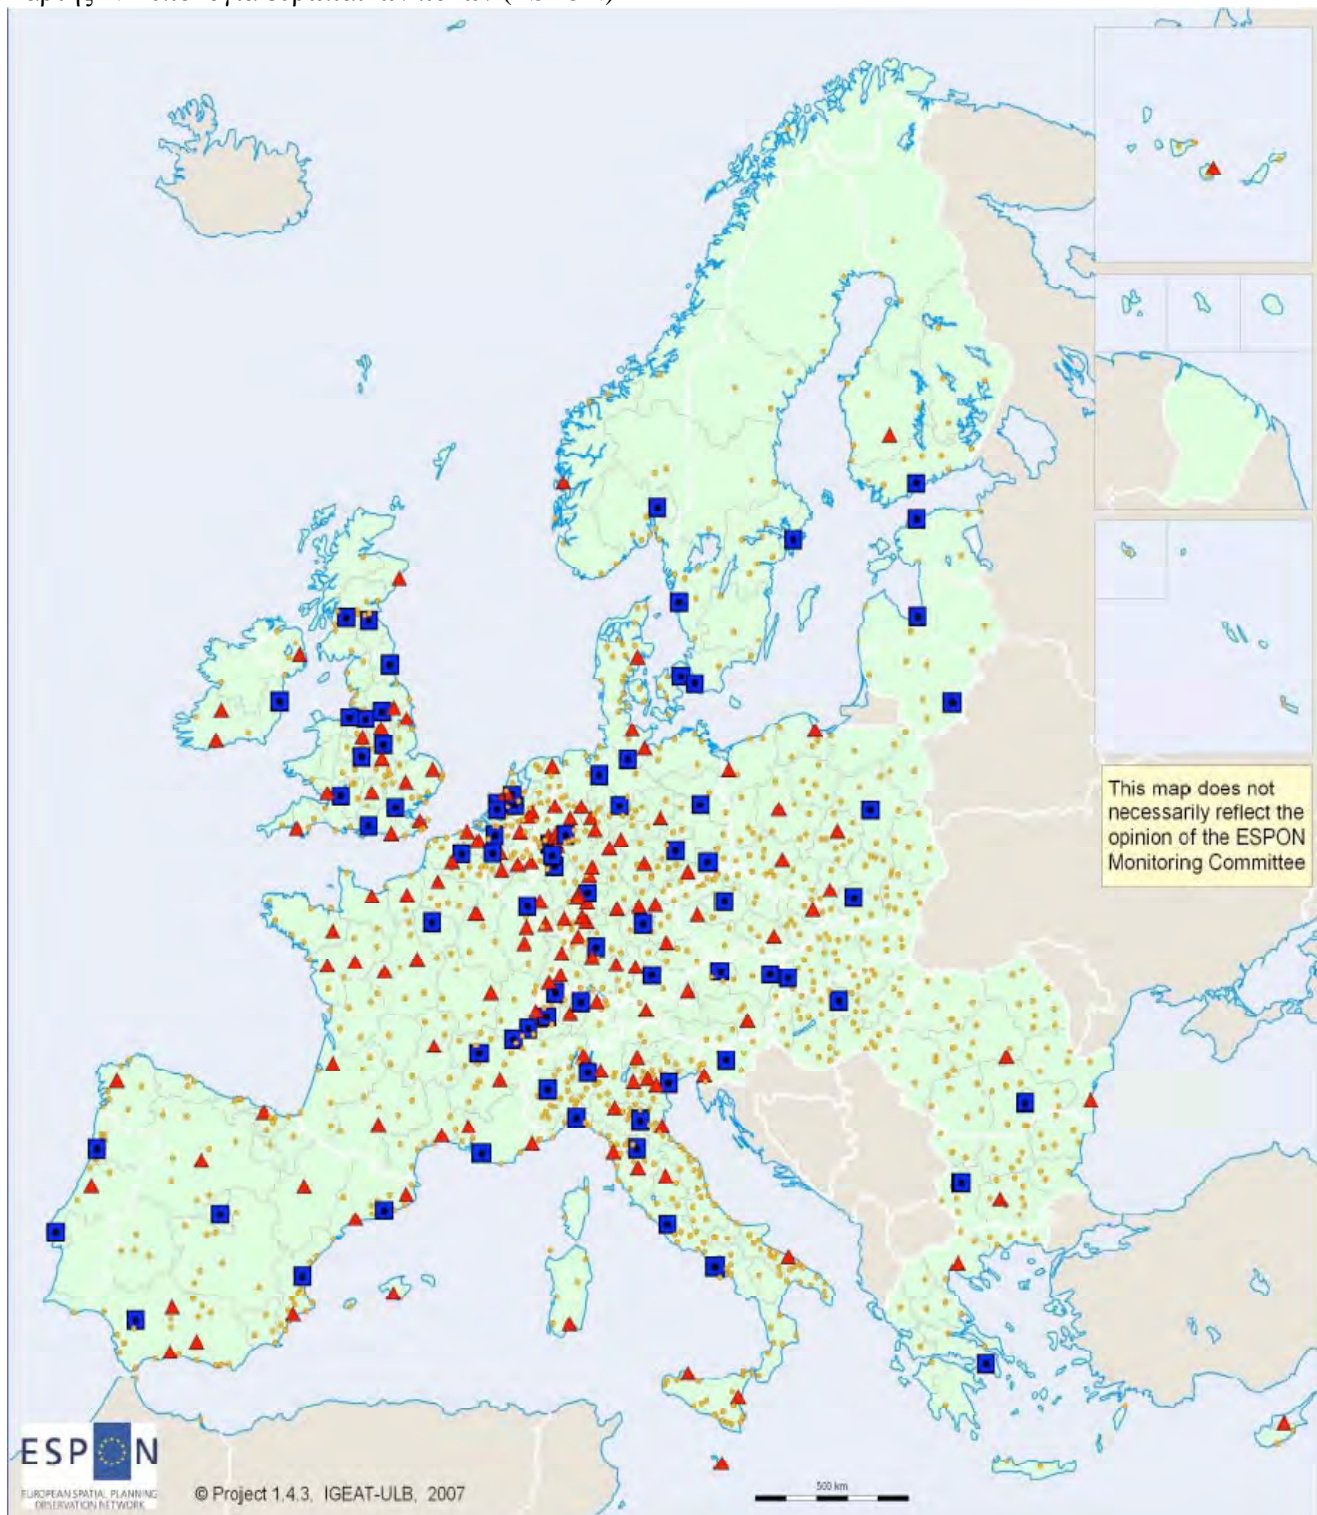 (ESPON)
This map does not
necessarily reflect the
opinion of the ESPON
Monitoring Committee
ESPON
EUROPEAN SPATIAL PLANNING
OBSERVATION NETWORK
© Project 1.4.3, IGEAT-ULB, 2007
500 km